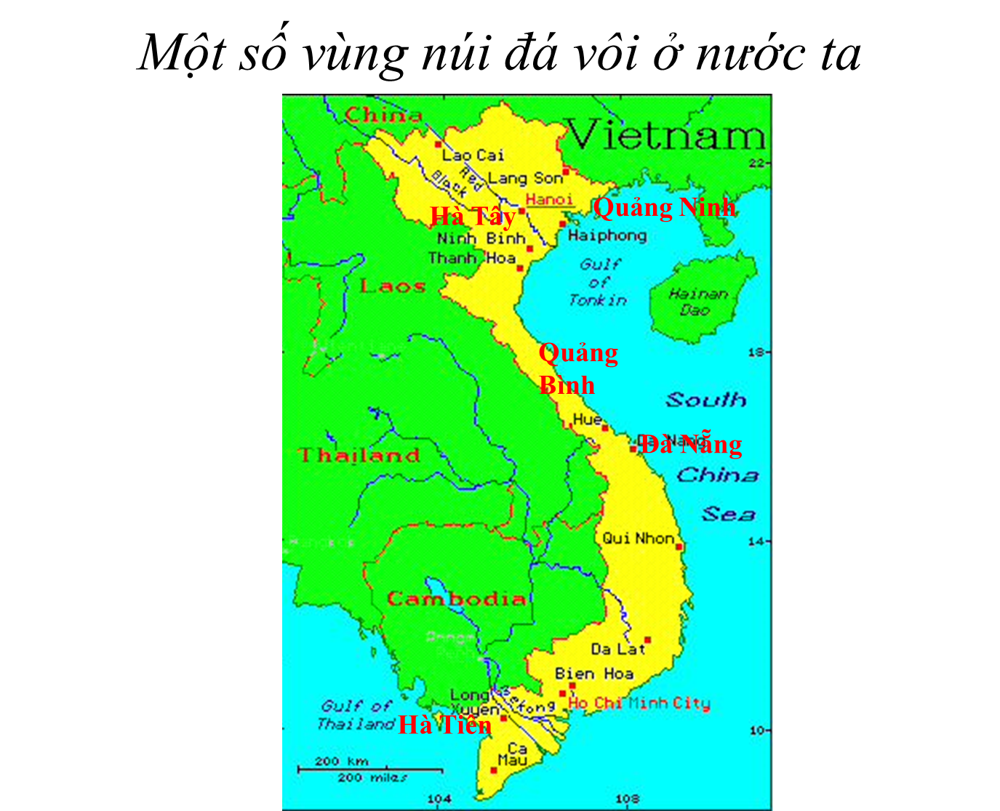 Một số vùng núi đá vôi ở nước ta
China
Vietnam
Lao Cai
22
Red
Black
Lang Son
Hanoi
Quảng Ninh
Hà Tây
Ninh Binh
Haiphong
Thanh Hoa
Gulf
of
Tonkin
Laos
Hainan
Dao
Quảng
Bình
18
South
Hue
Da Nang
Đà Nẵng
Thailand
China
Sea
Qui Nhon
14
Cambodia
Da Lat
Bien Hoa
Long
Xuyen
Ho Chi Minh City
Gulf of
Thailand
Hà Tiên
10
Ca
Mau
200 km
200 miles
104
108